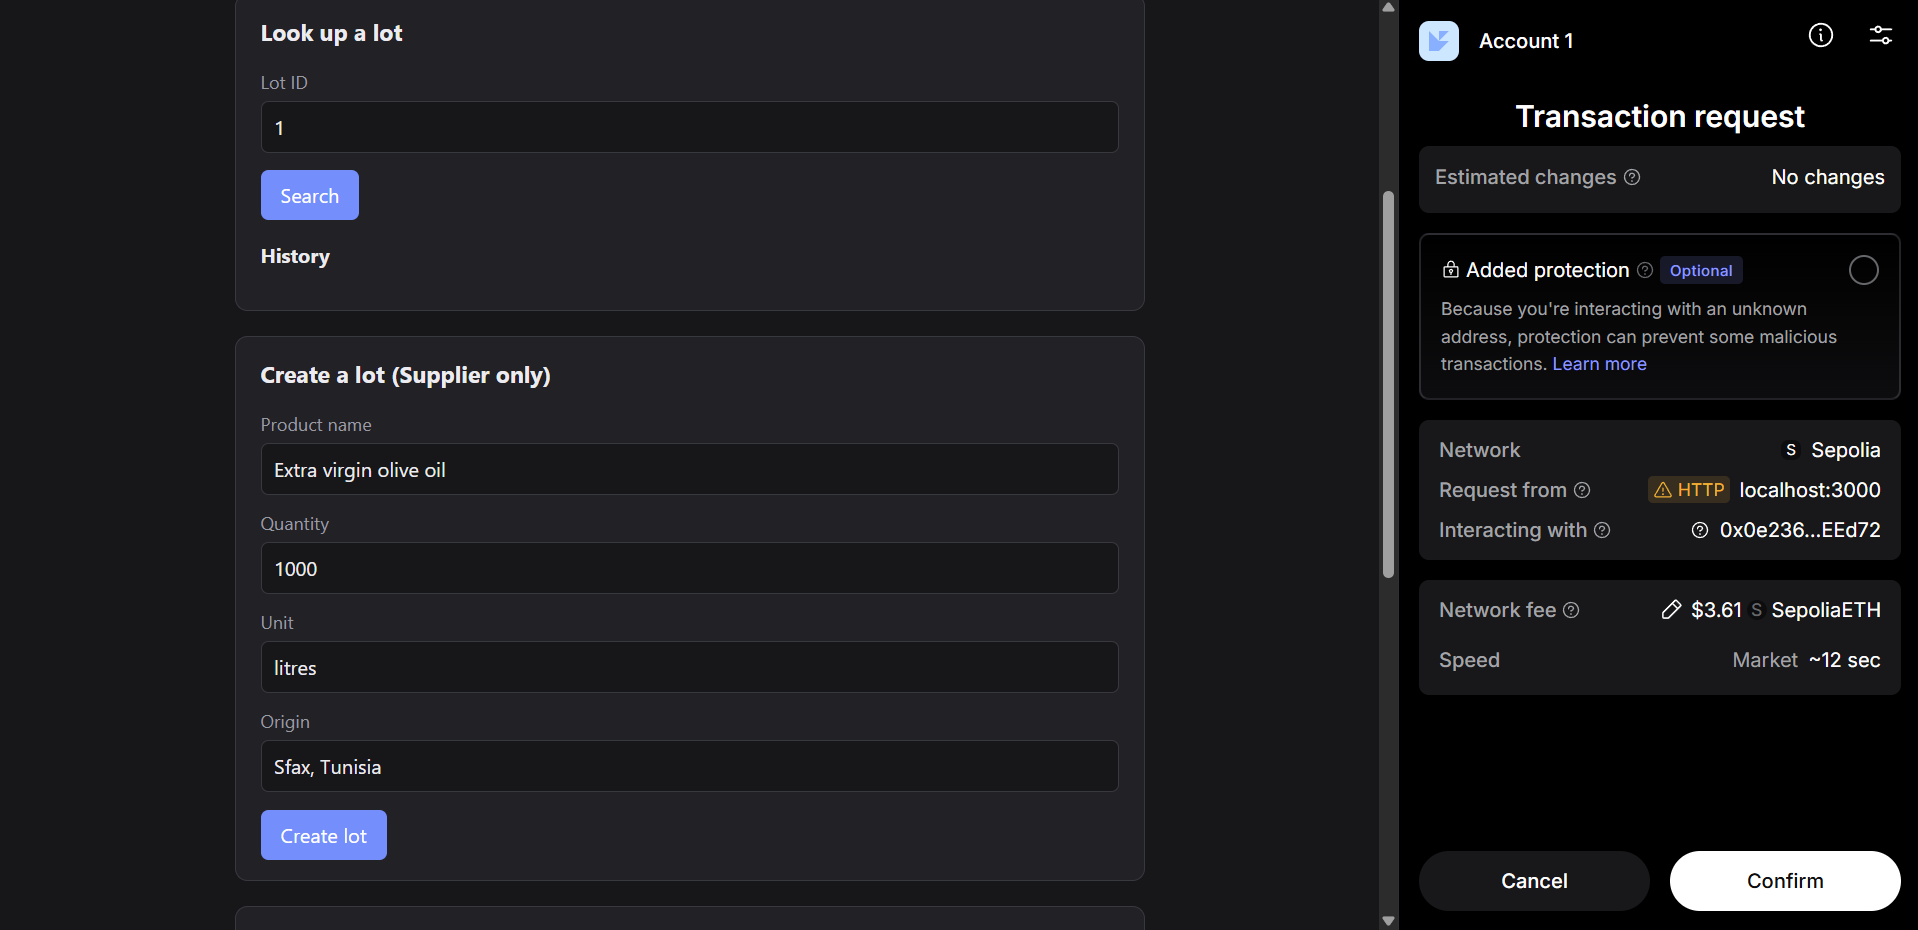 Look up a lot
Lot ID
1
Search
History
Create a lot (Supplier only)
Product name
Extra virgin olive oil
Quantity
1000
Unit
litres
Origin
Sfax, Tunisia
Create lot
Account 1
Transaction request
Estimated changes No changes
Added protection Optional
Because you're interacting with an unknown
address, protection can prevent some malicious
transactions. Learn more
Network S Sepolia
Request from HTTP localhost:3000
Interacting with 0x0e236...EEd72
Network fee $3.61 S SepoliaETH
Speed Market ~12 sec
Cancel Confirm